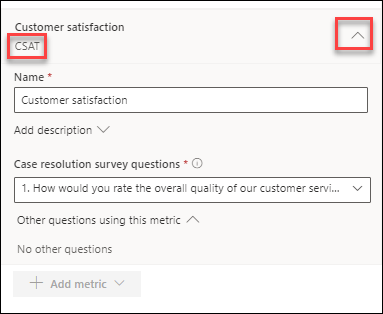 Customer satisfaction
CSAT
Name *
Customer satisfaction
Add description
Case resolution survey questions *
1. How would you rate the overall quality of our customer servi...
Other questions using this metric
No other questions
Add metric